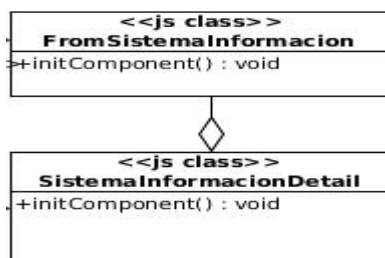 <<js class>>
FromSistemaInformacion
+initComponent() : void
<<js class>>
SistemaInformacionDetail
+initComponent() : void